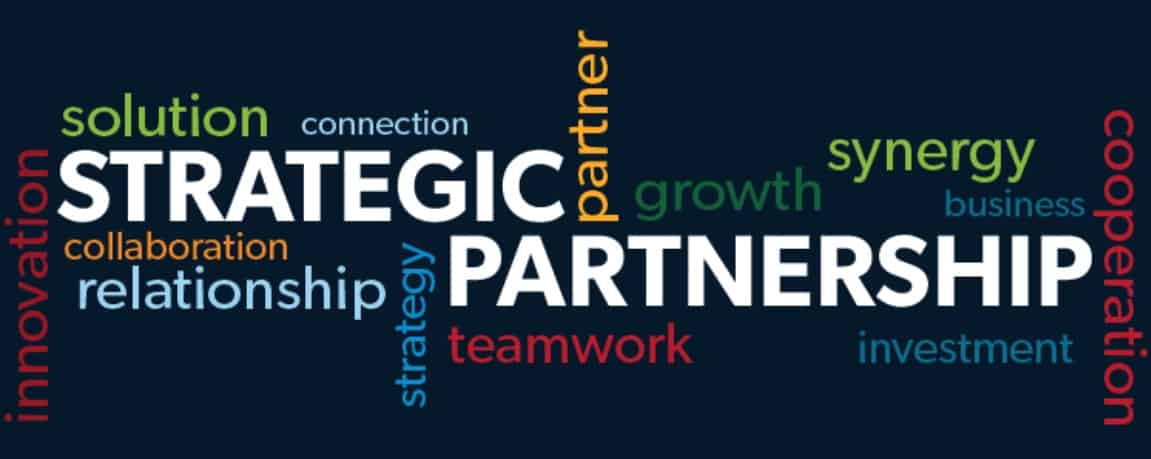 partner
solution
connection
STRATEGIC
growth
synergy
business
cooperation
innovation
collaboration
relationship
strategy
PARTNERSHIP
teamwork
investment